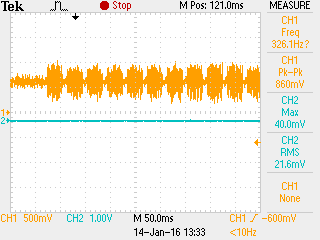 Tek Stop M Pos: 121.0ms MEASURE
CH1
Freq
326.1Hz?
CH1
Pk-Pk
860mV
CH2
Max
40.0mV
CH2
RMS
21.6mV
CH1
None
1
2
CH1 500mV CH2 1.00V M 50.0ms CH1 -600mV
14-Jan-16 13:33 <10Hz